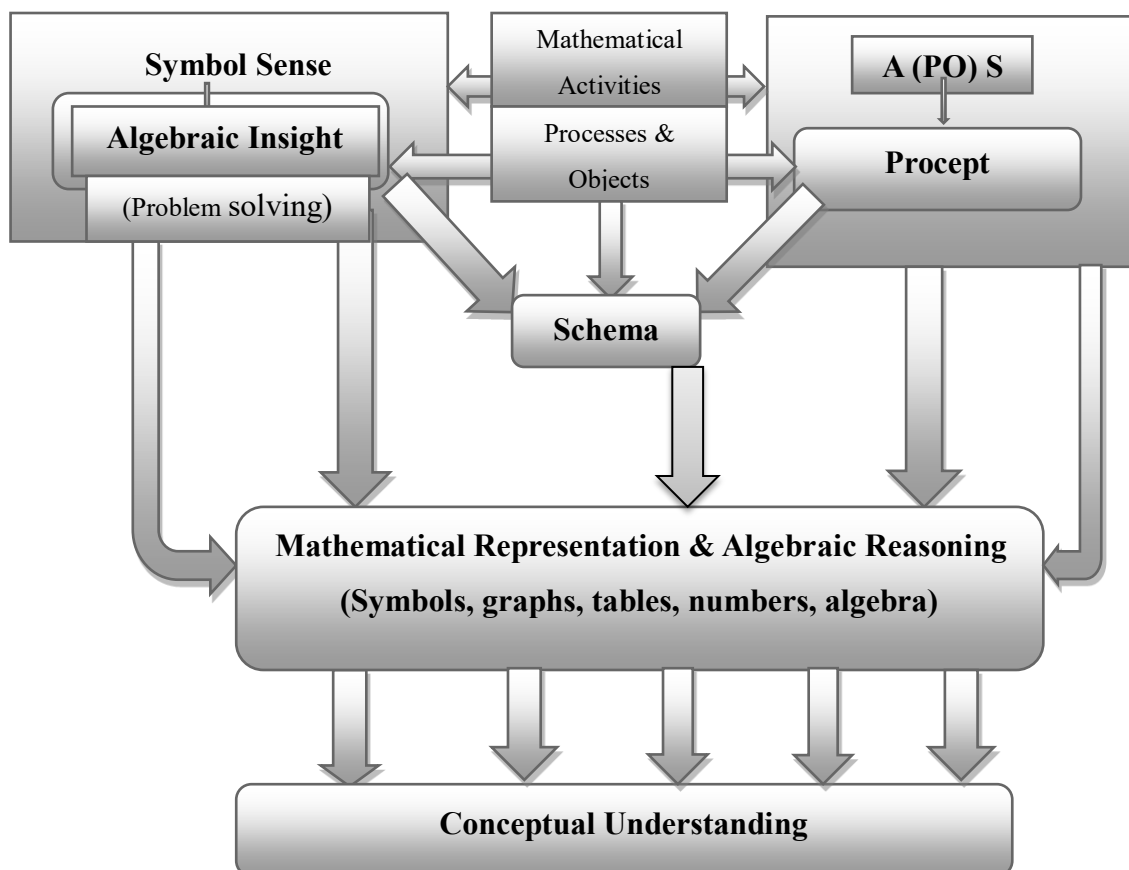 Symbol Sense
Algebraic Insight
(Problem solving)
Mathematical
Activities
Processes &
Objects
A (PO) S
Procept
Schema
Mathematical Representation & Algebraic Reasoning
(Symbols, graphs, tables, numbers, algebra)
Conceptual Understanding